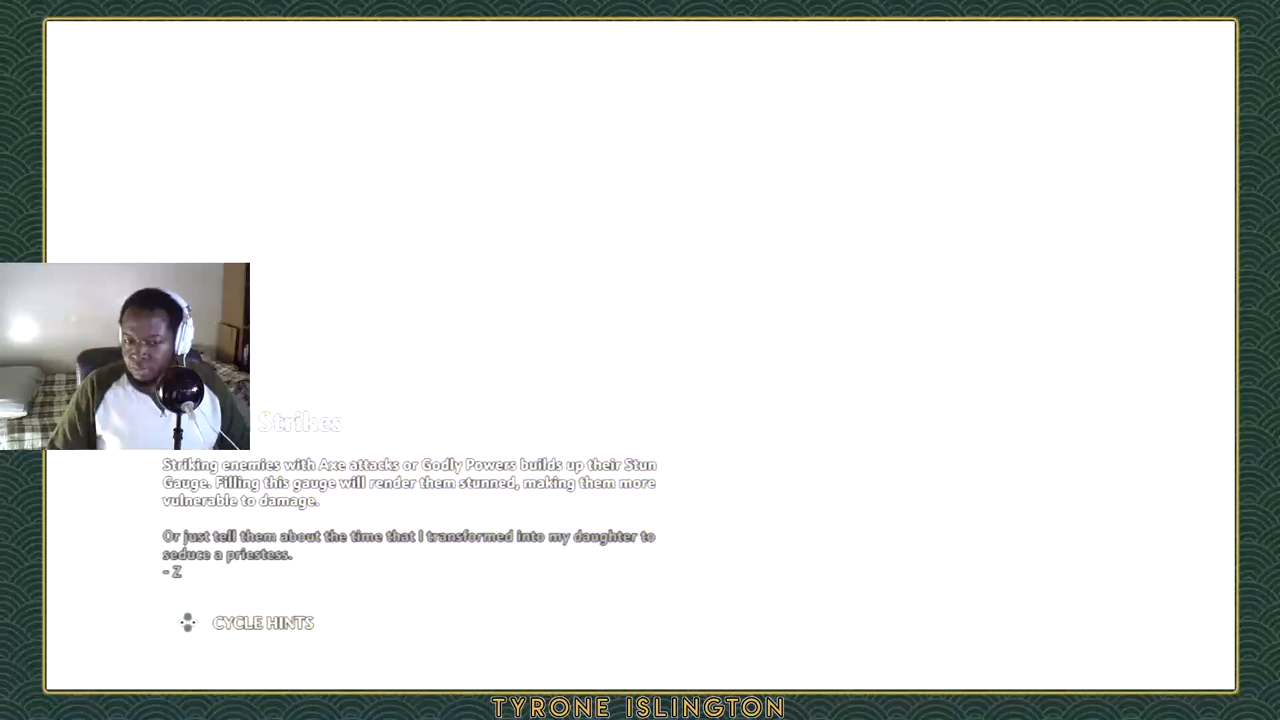 Strikes
Striking enemies with Axe attacks or Godly Powers builds up their Stun
Gauge. Filling this gauge will render them stunned, making them more
vulnerable to damage.
Or just tell them about the time that I transformed into my daughter to
seduce a priestess.
- Z
CYCLE HINTS
TYRONE ISLINGTON